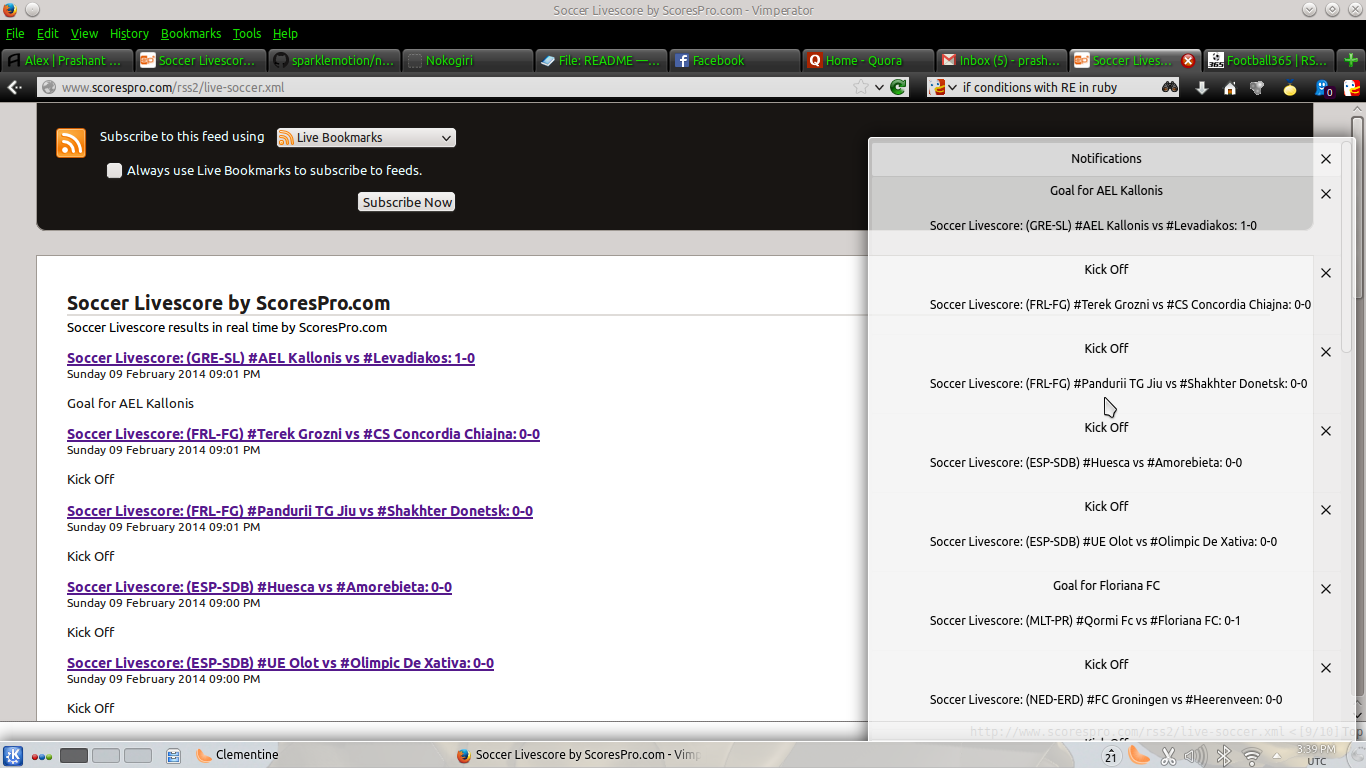 Soccer Livescore by ScoresPro.com - Vimperator
File Edit View History Bookmarks Tools Help
Alex | Prashant ... Soccer Livescor... sparklemotion/n... Nokogiri File: README —... Facebook Home - Quora Inbox (5) - prash... Soccer Lives... Football365 | RS...
www.scorespro.com/rss2/live-soccer.xml if conditions with RE in ruby
Subscribe to this feed using Live Bookmarks
Always use Live Bookmarks to subscribe to feeds.
Subscribe Now
Soccer Livescore by ScoresPro.com
Soccer Livescore results in real time by ScoresPro.com
Soccer Livescore: (GRE-SL) #AEL Kallonis vs #Levadiakos: 1-0
Sunday 09 February 2014 09:01 PM
Goal for AEL Kallonis
Soccer Livescore: (FRL-FG) #Terek Grozni vs #CS Concordia Chiajna: 0-0
Sunday 09 February 2014 09:01 PM
Kick Off
Soccer Livescore: (FRL-FG) #Pandurii TG Jiu vs #Shakhter Donetsk: 0-0
Sunday 09 February 2014 09:01 PM
Kick Off
Soccer Livescore: (ESP-SDB) #Huesca vs #Amorebieta: 0-0
Sunday 09 February 2014 09:00 PM
Kick Off
Soccer Livescore: (ESP-SDB) #UE Olot vs #Olimpic De Xativa: 0-0
Sunday 09 February 2014 09:00 PM
Kick Off
Notifications
Goal for AEL Kallonis
Soccer Livescore: (GRE-SL) #AEL Kallonis vs #Levadiakos: 1-0
Kick Off
Soccer Livescore: (FRL-FG) #Terek Grozni vs #CS Concordia Chiajna: 0-0
Kick Off
Soccer Livescore: (FRL-FG) #Pandurii TG Jiu vs #Shakhter Donetsk: 0-0
Kick Off
Soccer Livescore: (ESP-SDB) #Huesca vs #Amorebieta: 0-0
Kick Off
Soccer Livescore: (ESP-SDB) #UE Olot vs #Olimpic De Xativa: 0-0
Goal for Floriana FC
Soccer Livescore: (MLT-PR) #Qormi Fc vs #Floriana FC: 0-1
Kick Off
Soccer Livescore: (NED-ERD) #FC Groningen vs #Heerenveen: 0-0
http://www.scorespro.com/rss2/live-soccer.xml <[9/10] Top
Clementine Soccer Livescore by ScoresPro.com - Vimp 21 3:39 PM
UTC